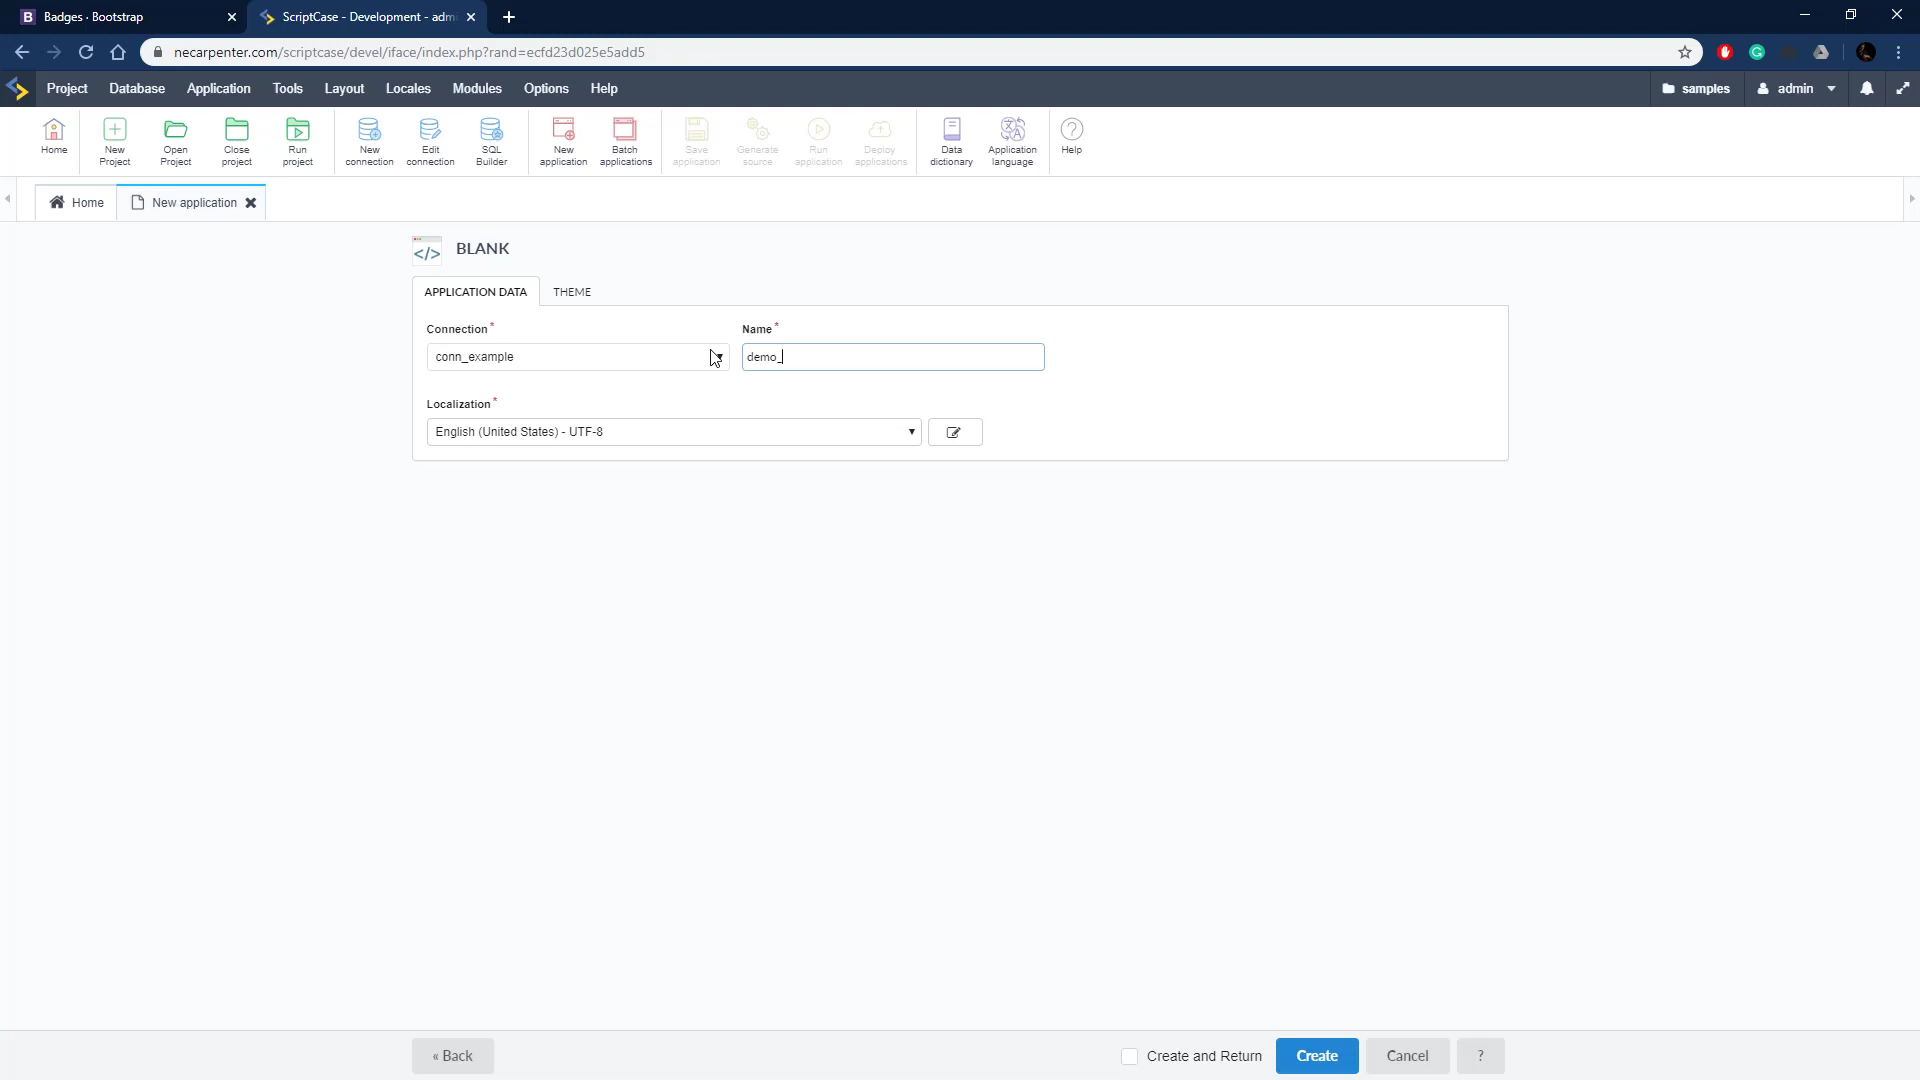 B Badges · Bootstrap
ScriptCase - Development - adm
necarpenter.com/scriptcase/devel/iface/index.php?rand=ecfd23d025e5add5
Project Database Application Tools Layout Locales Modules Options Help samples admin
Home
New Project
Open Project
Close project
Run project
New connection
Edit connection
SQL Builder
New application
Batch applications
Save application
Generate source
Run application
Deploy applications
Data dictionary
Application language
Help
Home New application
</> BLANK
APPLICATION DATA THEME
Connection * Name *
conn_example demo_
Localization *
English (United States) - UTF-8
« Back Create and Return Create Cancel ?